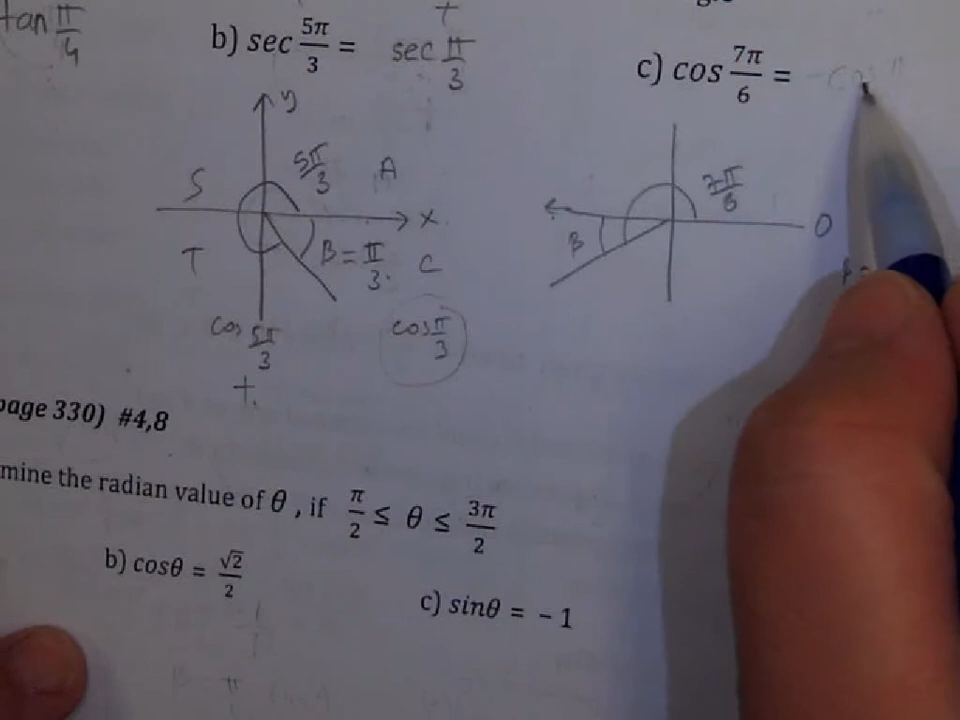 tan π/4
b) sec 5π/3 = sec π/3
+
c) cos 7π/6 = -cos π
y
5π/3
A
S
x
T
β = π/3.
C
cos 5π/3
cos π/3
+.
7π/6
0
β
β =
page 330) #4,8
mine the radian value of θ , if π/2 ≤ θ ≤ 3π/2
b) cosθ = √2/2
c) sinθ = - 1